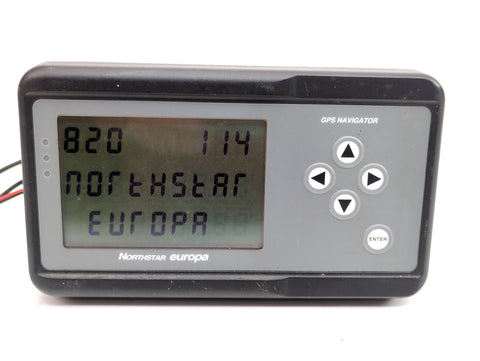 GPS NAVIGATOR
820 114
NORTHSTAR
EUROPA
ENTER
NORTHSTAR europa